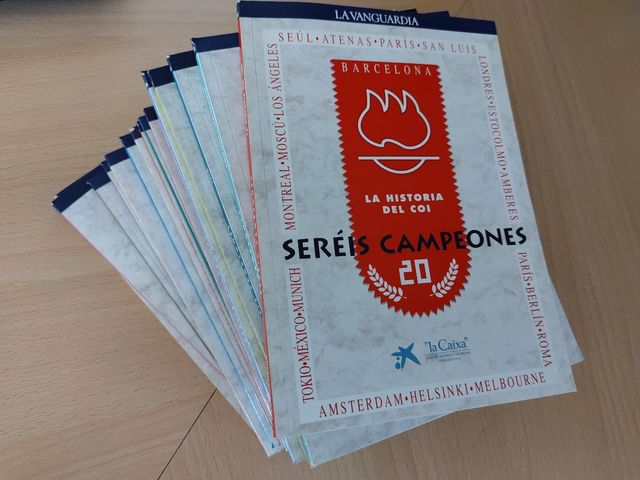 LA VANGUARDIA
SEÚL•ATENAS•PARÍS•SAN LUIS
LONDRES•ESTOCOLMO•AMBERES
PARÍS•BERLÍN•ROMA
AMSTERDAM•HELSINKI•MELBOURNE
TOKIO•MÉXICO•MUNICH
MONTREAL•MOSCÚ•LOS ÁNGELES
BARCELONA
LA HISTORIA
DEL COI
SERÉIS CAMPEONES
20
"la Caixa"